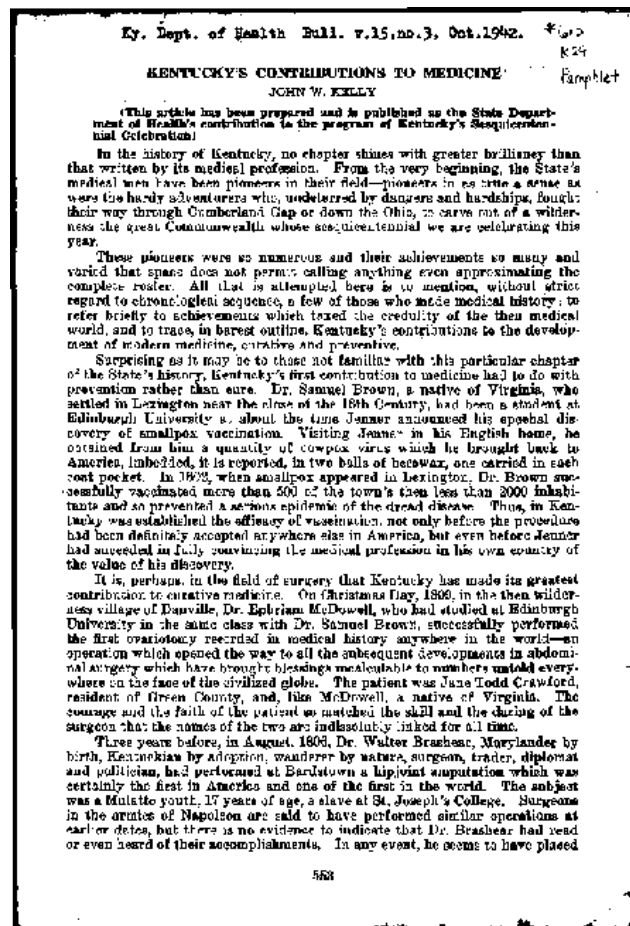 Ky. Dept. of Health Bull. v.15,no.3, Oct.1942.
K29
Pamphlet
KENTUCKY'S CONTRIBUTIONS TO MEDICINE
JOHN W. KELLY
(This article has been prepared and is published as the State Depart-
ment of Health's contribution to the program of Kentucky's Sesquicenten-
nial Celebration)
In the history of Kentucky, no chapter shines with greater brilliancy than
that written by its medical profession. From the very beginning, the State's
medical men have been pioneers in their field—pioneers in as true a sense as
were the hardy adventurers who, undeterred by dangers and hardships, fought
their way through Cumberland Gap or down the Ohio, to carve out of a wilder-
ness the great Commonwealth whose sesquicentennial we are celebrating this
year.
These pioneers were so numerous and their achievements so many and
varied that space does not permit calling anything even approximating the
complete roster. All that is attempted here is to mention, without strict
regard to chronological sequence, a few of those who made medical history; to
refer briefly to achievements which taxed the credulity of the then medical
world, and to trace, in barest outline, Kentucky's contributions to the develop-
ment of modern medicine, curative and preventive.
Surprising as it may be to those not familiar with this particular chapter
of the State's history, Kentucky's first contribution to medicine had to do with
prevention rather than cure. Dr. Samuel Brown, a native of Virginia, who
settled in Lexington near the close of the 18th Century, had been a student at
Edinburgh University at about the time Jenner announced his epochal dis-
covery of smallpox vaccination. Visiting Jenner in his English home, he
obtained from him a quantity of cowpox virus which he brought back to
America, imbedded, it is reported, in two balls of beeswax, one carried in each
coat pocket. In 1802, when smallpox appeared in Lexington, Dr. Brown suc-
cessfully vaccinated more than 500 of the town's then less than 2000 inhabi-
tants and so prevented a serious epidemic of the dread disease. Thus, in Ken-
tucky was established the efficacy of vaccination, not only before the procedure
had been definitely accepted anywhere else in America, but even before Jenner
had succeeded in fully convincing the medical profession in his own country of
the value of his discovery.
It is, perhaps, in the field of surgery that Kentucky has made its greatest
contribution to curative medicine. On Christmas Day, 1809, in the then wilder-
ness village of Danville, Dr. Ephriam McDowell, who had studied at Edinburgh
University in the same class with Dr. Samuel Brown, successfully performed
the first ovariotomy recorded in medical history anywhere in the world—an
operation which opened the way to all the subsequent developments in abdomi-
nal surgery which have brought blessings incalculable to numbers untold every-
where on the face of the civilized globe. The patient was Jane Todd Crawford,
resident of Green County, and, like McDowell, a native of Virginia. The
courage and the faith of the patient so matched the skill and the daring of the
surgeon that the names of the two are indissolubly linked for all time.
Three years before, in August, 1806, Dr. Walter Brashear, Marylander by
birth, Kentuckian by adoption, wanderer by nature, surgeon, trader, diplomat
and politician, had performed at Bardstown a hipjoint amputation which was
certainly the first in America and one of the first in the world. The subject
was a Mulatto youth, 17 years of age, a slave at St. Joseph's College. Surgeons
in the armies of Napoleon are said to have performed similar operations at
earlier dates, but there is no evidence to indicate that Dr. Brashear had read
or even heard of their accomplishments. In any event, he seems to have placed
553